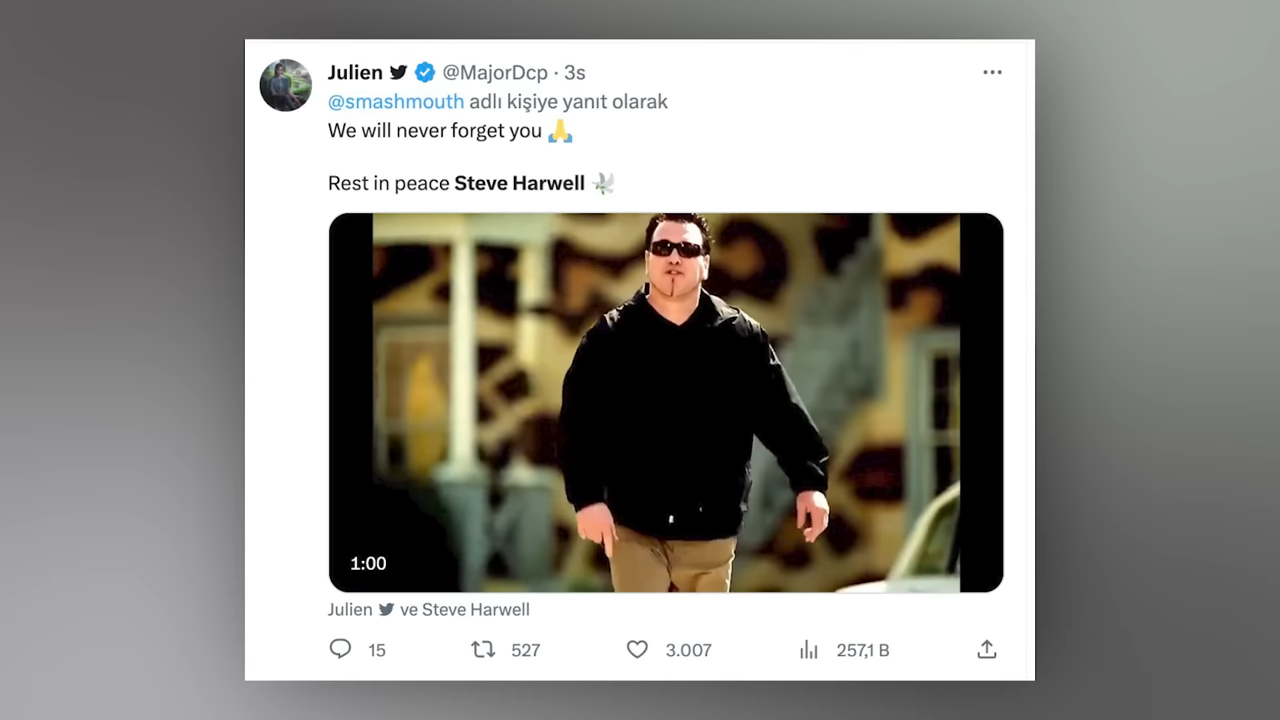 Julien @MajorDcp · 3s
@smashmouth adlı kişiye yanıt olarak
We will never forget you
Rest in peace Steve Harwell
1:00
Julien ve Steve Harwell
15 527 3.007 257,1 B